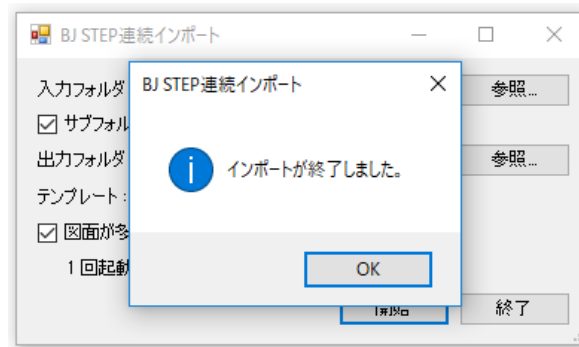 BJ STEP連続インポート
BJ STEP連続インポート
入力フォルダ
参照...
サブフォル
インポートが終了しました。
出力フォルダ
参照...
テンプレート：
図面が多
1 回起動
OK
開始
終了